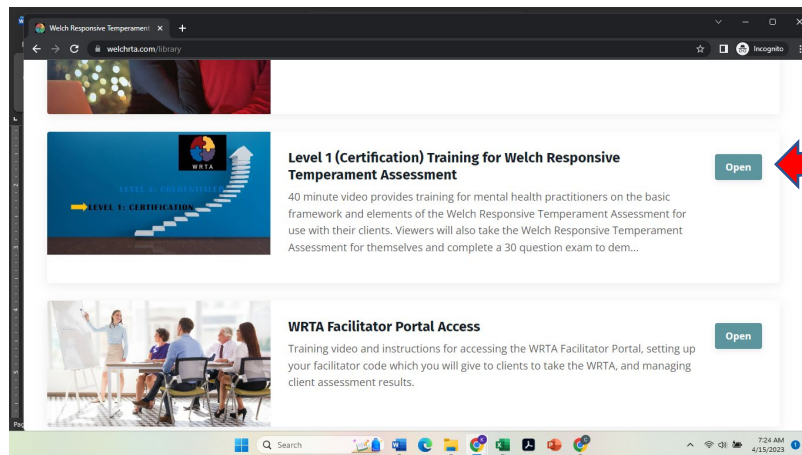 Welch Responsive Temperament
welchrta.com/library
Incognito
WRTA
LEVEL 2: CREDENTIALED
LEVEL 1: CERTIFICATION
Level 1 (Certification) Training for Welch Responsive
Temperament Assessment
Open
40 minute video provides training for mental health practitioners on the basic
framework and elements of the Welch Responsive Temperament Assessment for
use with their clients. Viewers will also take the Welch Responsive Temperament
Assessment for themselves and complete a 30 question exam to dem...
WRTA Facilitator Portal Access
Open
Training video and instructions for accessing the WRTA Facilitator Portal, setting up
your facilitator code which you will give to clients to take the WRTA, and managing
client assessment results.
Pag
Search
7:24 AM
4/15/2023
1